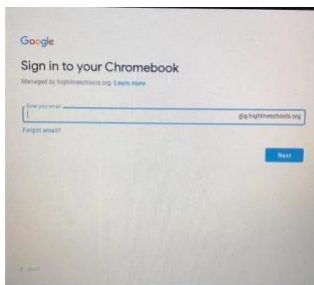 Google
Sign in to your Chromebook
Managed by highlineschools.org. Learn more
Enter your email
@g.highlineschools.org
Forgot email?
Next